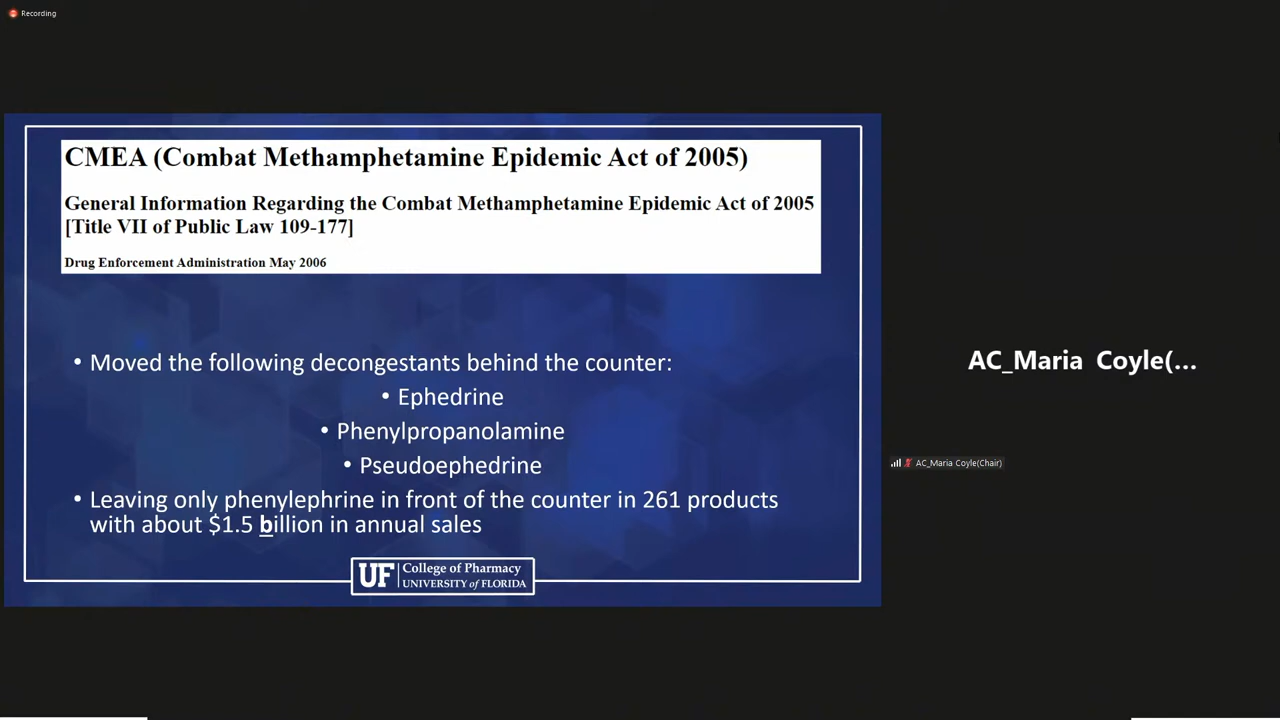 Recording
CMEA (Combat Methamphetamine Epidemic Act of 2005)
General Information Regarding the Combat Methamphetamine Epidemic Act of 2005
[Title VII of Public Law 109-177]
Drug Enforcement Administration May 2006
• Moved the following decongestants behind the counter:
• Ephedrine
• Phenylpropanolamine
• Pseudoephedrine
• Leaving only phenylephrine in front of the counter in 261 products
with about $1.5 billion in annual sales
UF College of Pharmacy
UNIVERSITY of FLORIDA
AC_Maria Coyle(...
AC_Maria Coyle(Chair)